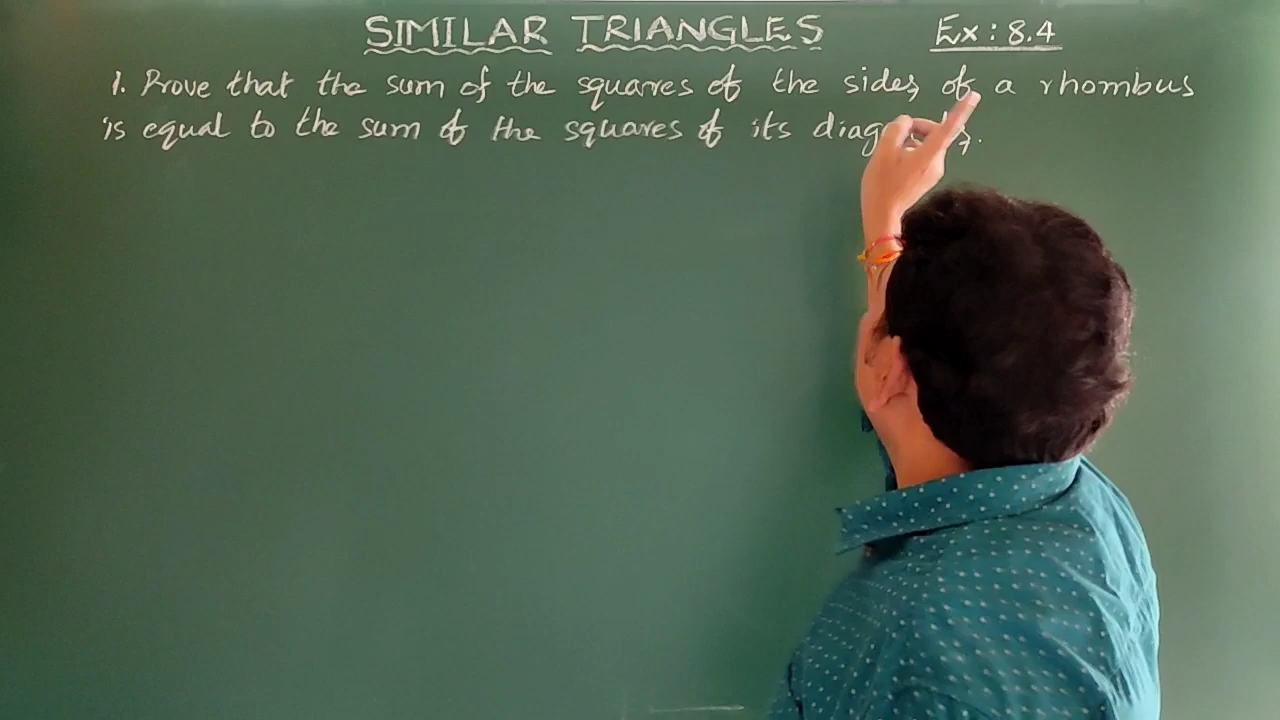 SIMILAR TRIANGLES Ex: 8.4
1. Prove that the sum of the squares of the sides of a rhombus
is equal to the sum of the squares of its